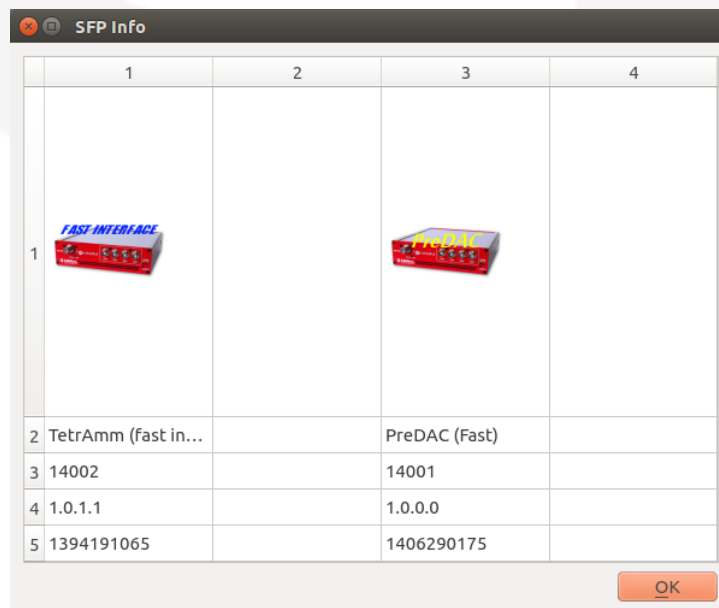 SFP Info
1 2 3 4
1 FAST INTERFACE PreDAC
2 TetrAmm (fast in... PreDAC (Fast)
3 14002 14001
4 1.0.1.1 1.0.0.0
5 1394191065 1406290175
OK